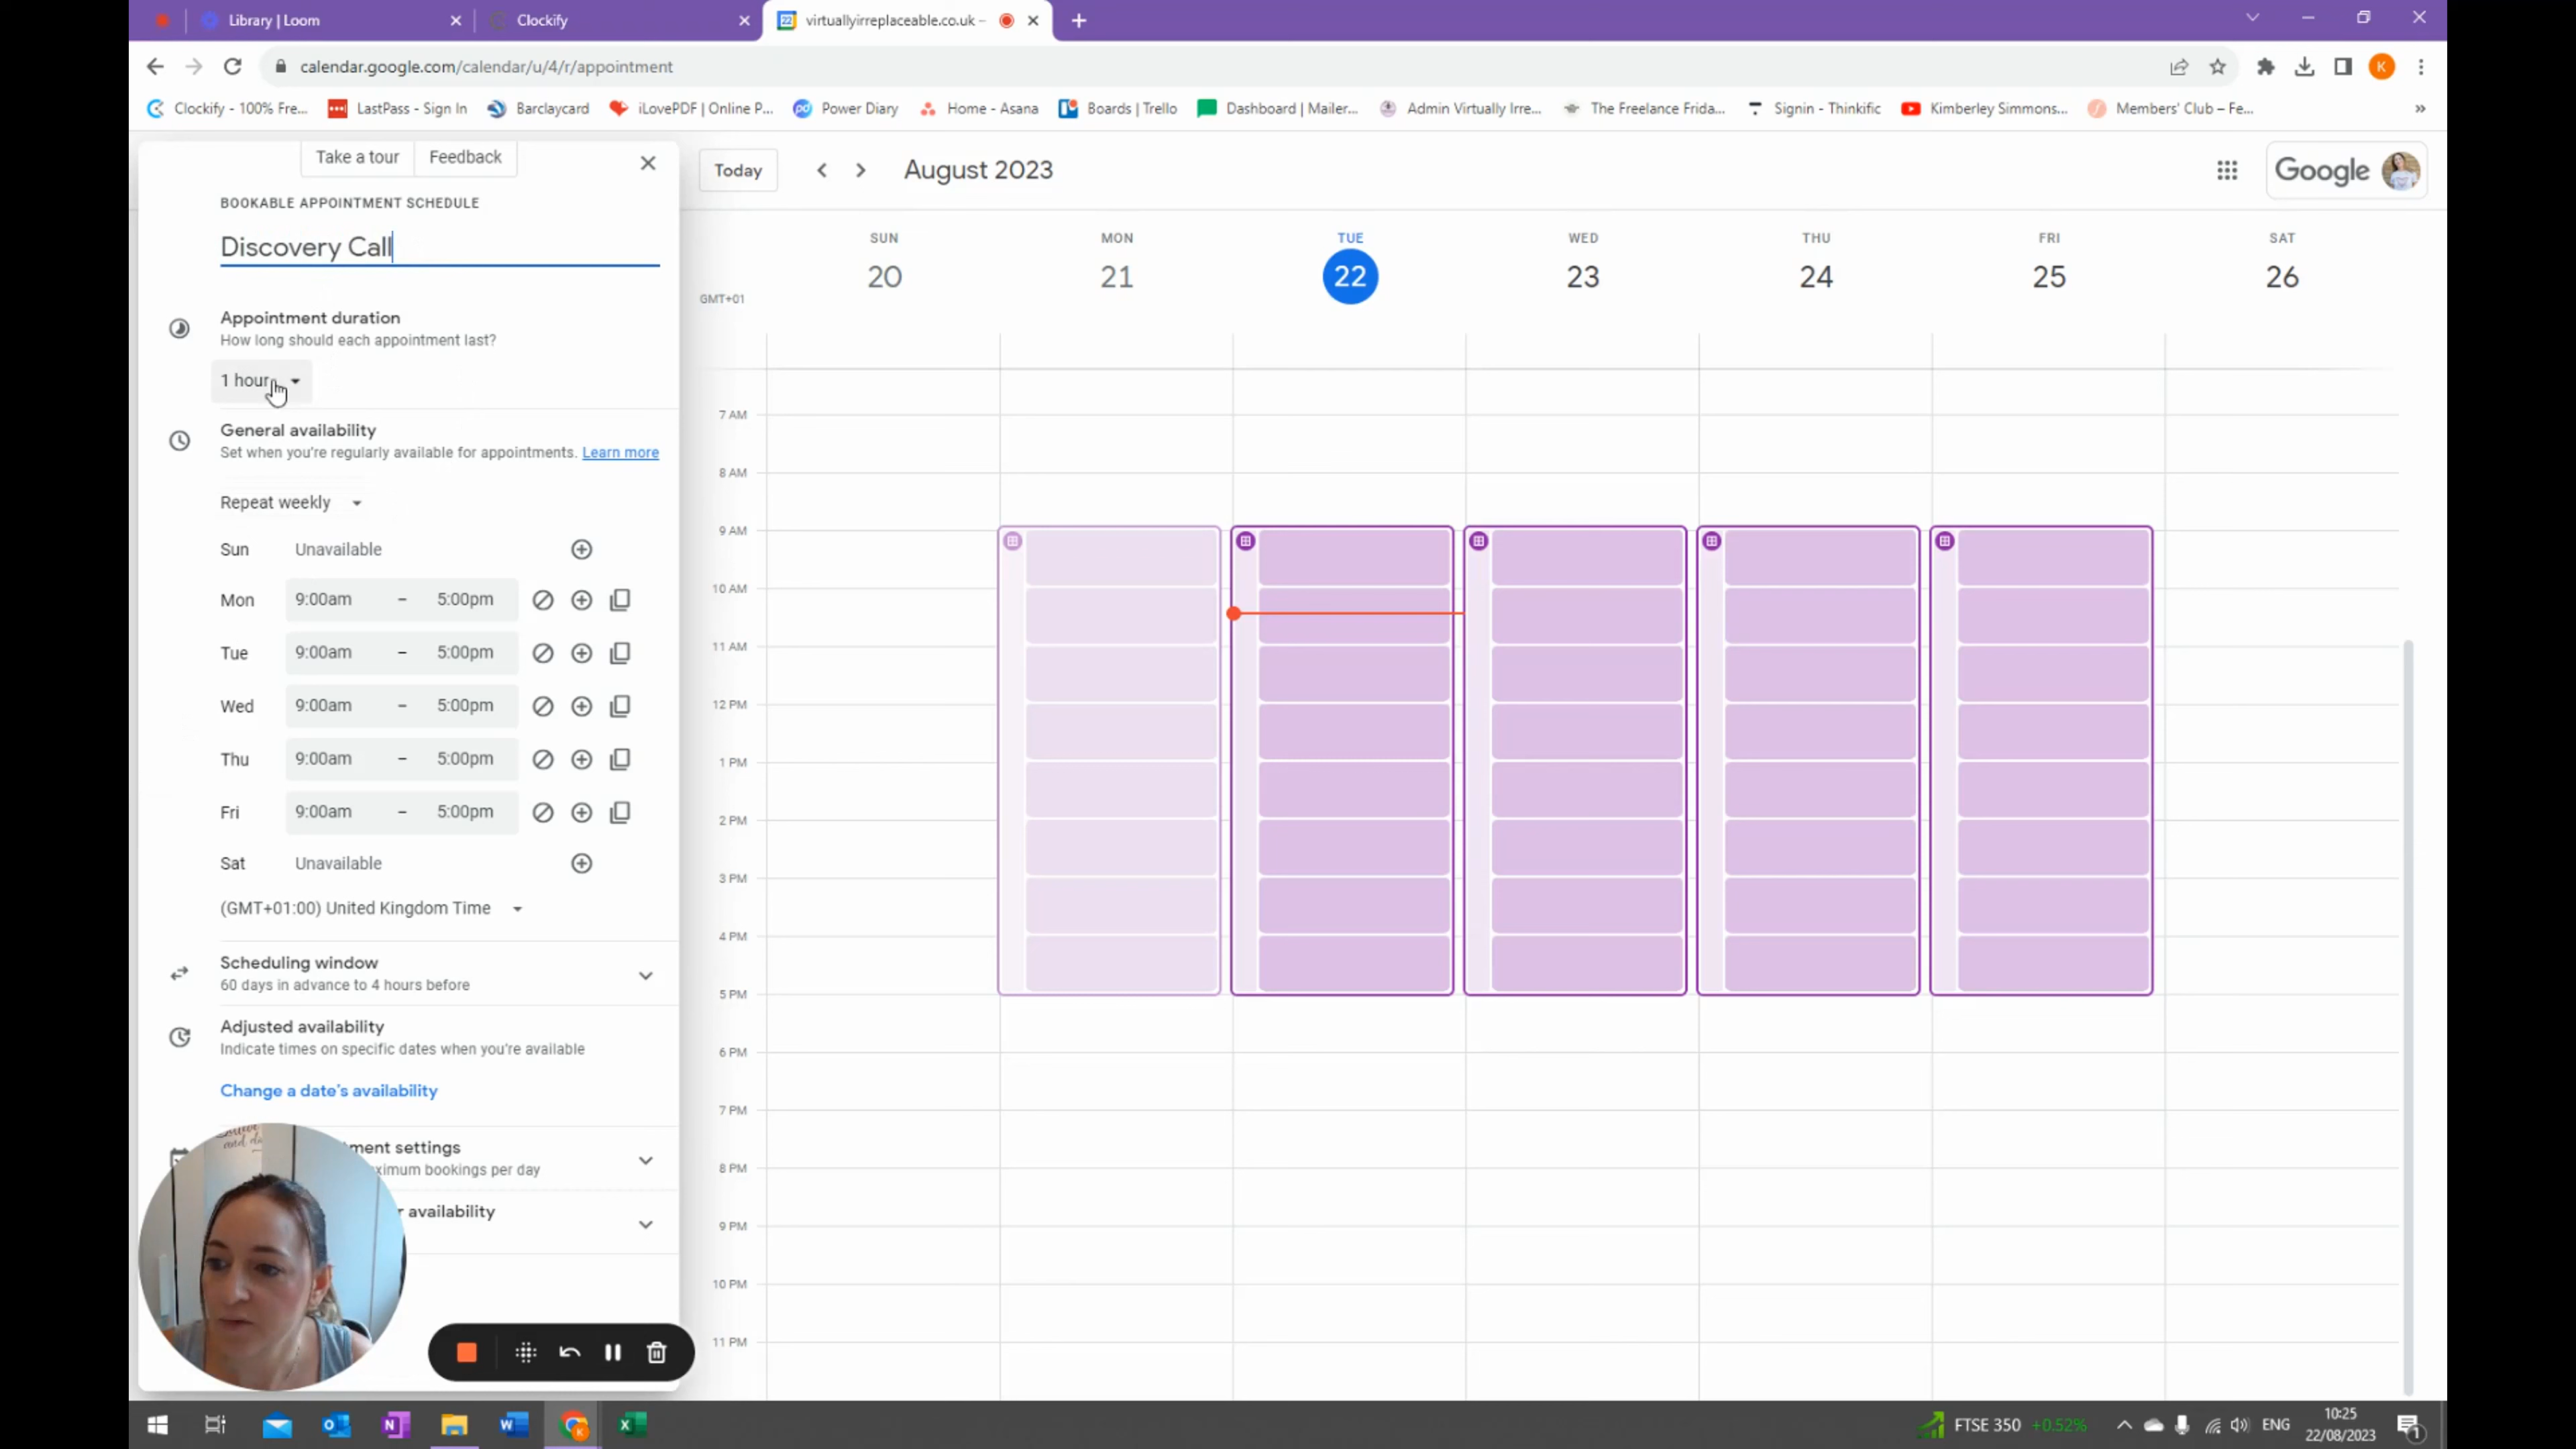 Library | Loom
Clockify
virtuallyirreplaceable.co.uk -
calendar.google.com/calendar/u/4/r/appointment
K
Clockify - 100% Fre...
LastPass - Sign In
Barclaycard
iLovePDF | Online P...
Power Diary
Home - Asana
Boards | Trello
Dashboard | Mailer...
Admin Virtually Irre...
The Freelance Frida...
Signin - Thinkific
Kimberley Simmons...
Members' Club – Fe...
»
Take a tour
Feedback
BOOKABLE APPOINTMENT SCHEDULE
Discovery Call
Appointment duration
How long should each appointment last?
1 hour
General availability
Set when you're regularly available for appointments. Learn more
Repeat weekly
Sun Unavailable
Mon 9:00am – 5:00pm
Tue 9:00am – 5:00pm
Wed 9:00am – 5:00pm
Thu 9:00am – 5:00pm
Fri 9:00am – 5:00pm
Sat Unavailable
(GMT+01:00) United Kingdom Time
Scheduling window
60 days in advance to 4 hours before
Adjusted availability
Indicate times on specific dates when you're available
Change a date's availability
settings
bookings per day
availability
Today
August 2023
Google
SUN MON TUE WED THU FRI SAT
20 21 22 23 24 25 26
GMT+01
7 AM
8 AM
9 AM
10 AM
11 AM
12 PM
1 PM
2 PM
3 PM
4 PM
5 PM
6 PM
7 PM
8 PM
9 PM
10 PM
11 PM
FTSE 350 +0.52%
ENG
10:25
22/08/2023
1